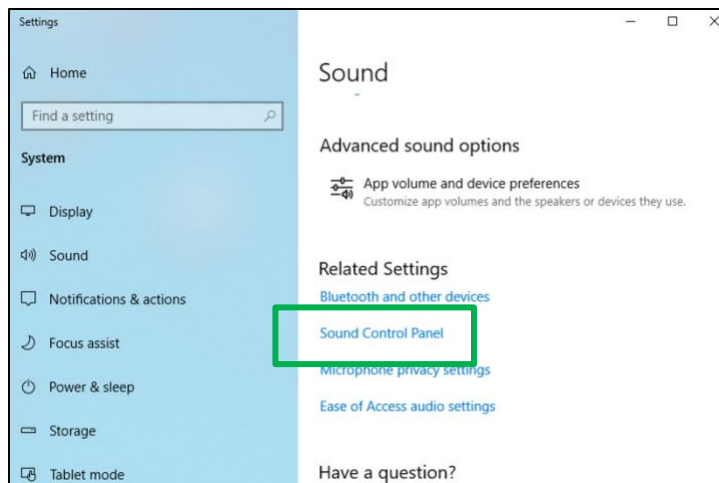 Settings
Home
Find a setting
System
Display
Sound
Notifications & actions
Focus assist
Power & sleep
Storage
Tablet mode
Sound
Advanced sound options
App volume and device preferences
Customize app volumes and the speakers or devices they use.
Related Settings
Bluetooth and other devices
Sound Control Panel
Microphone privacy settings
Ease of Access audio settings
Have a question?